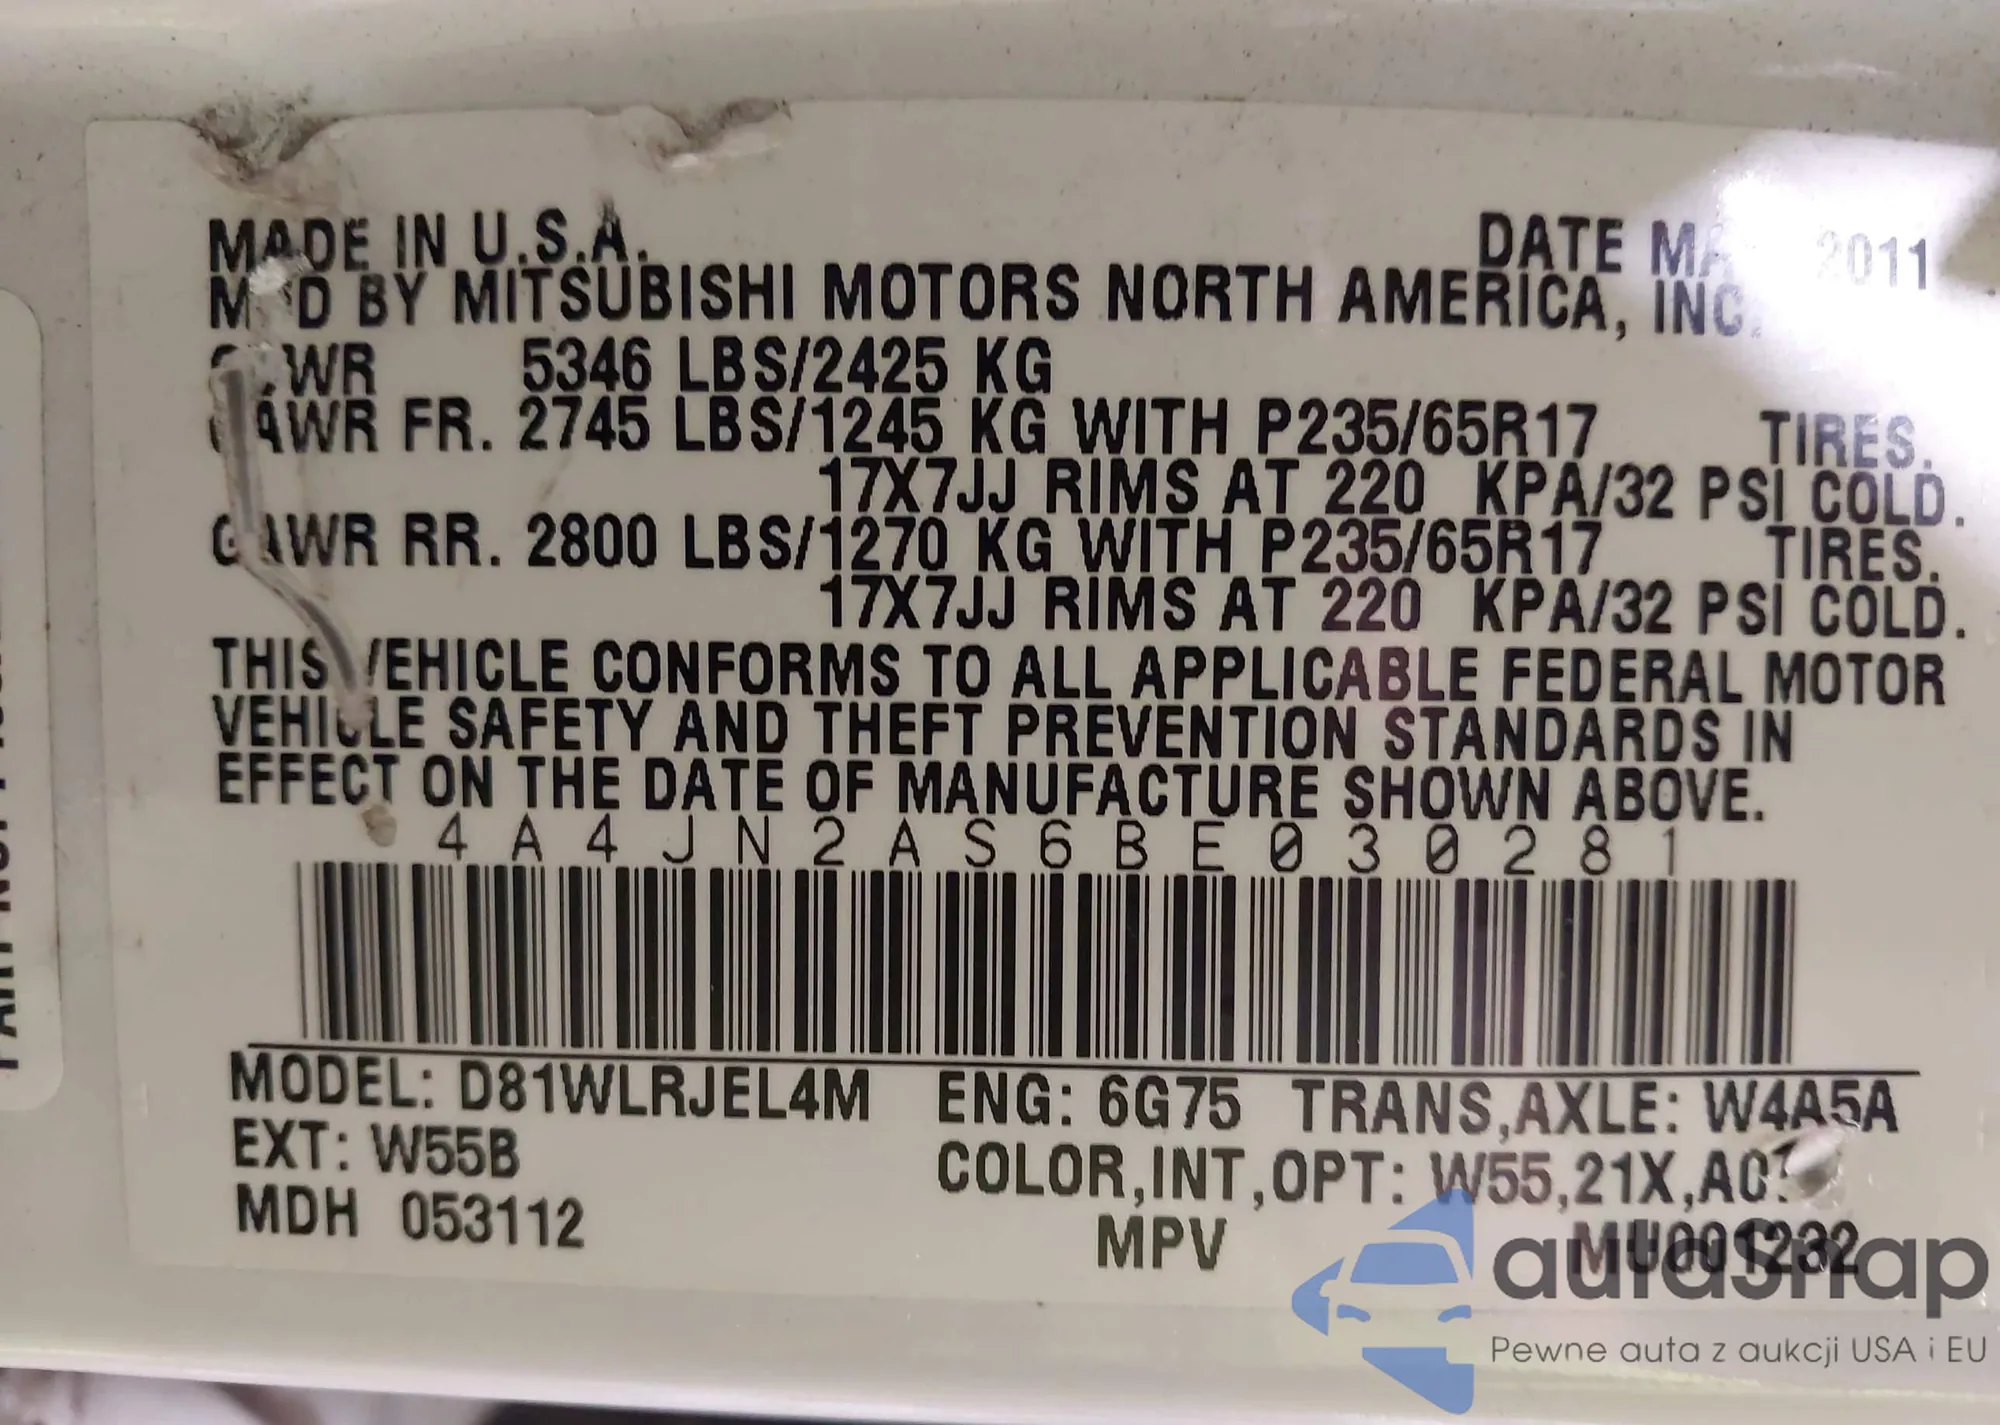 MADE IN U.S.A.
DATE 2011
BY MITSUBISHI MOTORS NORTH AMERICA, INC.
5346 LBS/2425 KG
GAWR FR. 2745 LBS/1245 KG WITH P235/65R17 TIRES.
17X7JJ RIMS AT 220 KPA/32 PSI COLD.
GAWR RR. 2800 LBS/1270 KG WITH P235/65R17 TIRES.
17X7JJ RIMS AT 220 KPA/32 PSI COLD.
THIS VEHICLE CONFORMS TO ALL APPLICABLE FEDERAL MOTOR
VEHICLE SAFETY AND THEFT PREVENTION STANDARDS IN
EFFECT ON THE DATE OF MANUFACTURE SHOWN ABOVE.
4A4JN2AS6BE030281
MODEL: D81WLRJEL4M ENG: 6G75 TRANS,AXLE: W4A5A
EXT: W55B COLOR,INT,OPT: W55,21X,
MDH 053112 MPV MU001232
autasnap
Pewne auta z aukcji USA i EU